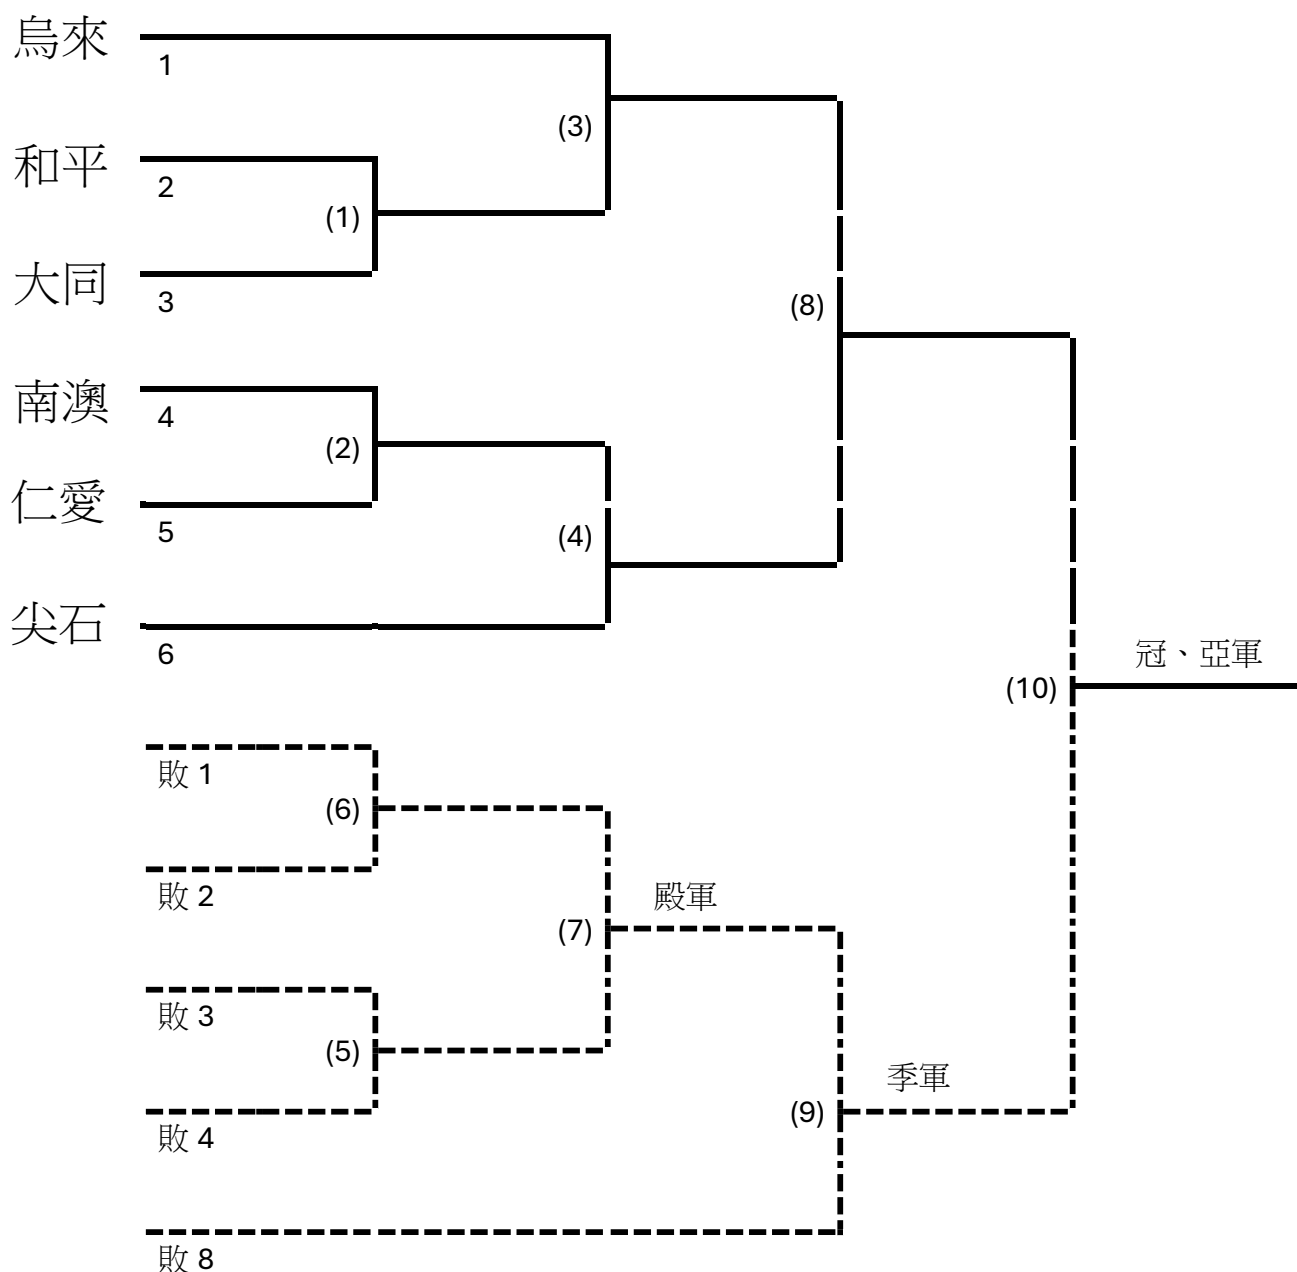 烏來
1
(3)
和平
2
(1)
大同
3
(8)
南澳
4
(2)
仁愛
5
(4)
尖石
6
冠、亞軍
(10)
敗 1
(6)
敗 2
殿軍
(7)
敗 3
(5)
季軍
(9)
敗 4
敗 8